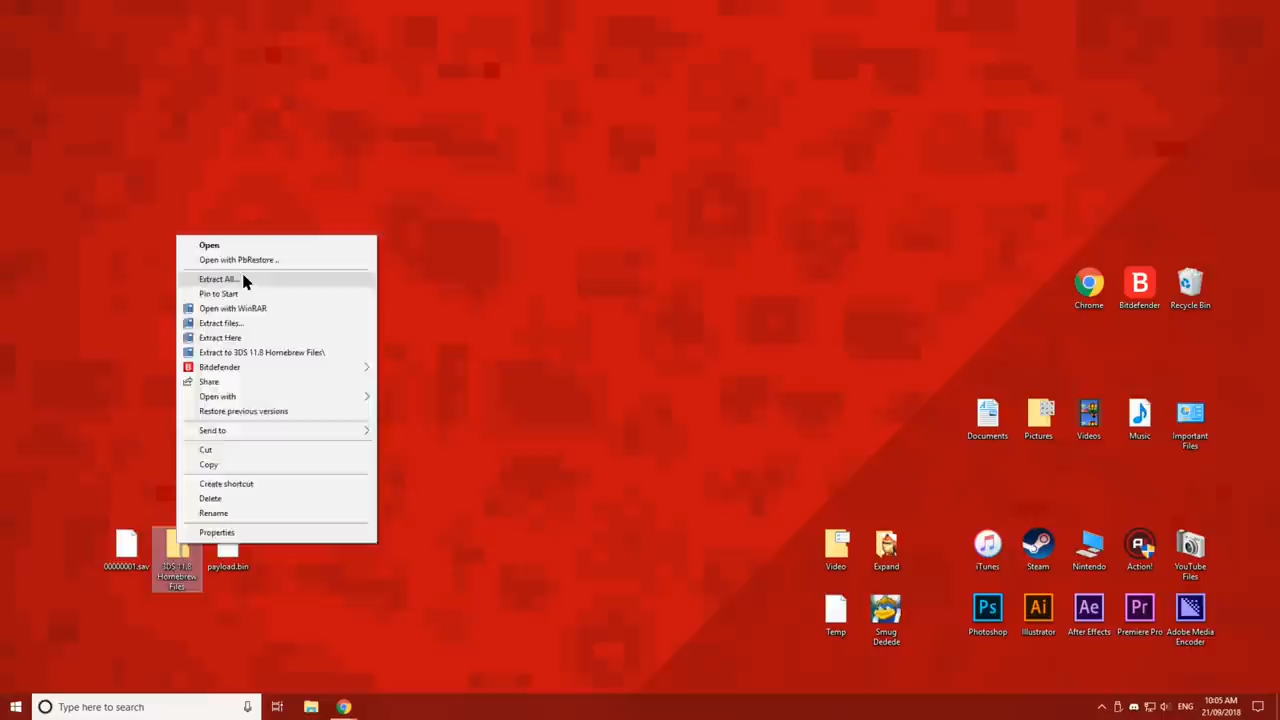 Open
Open with PbRestore ..
Extract All...
Pin to Start
Open with WinRAR
Extract files...
Extract Here
Extract to 3DS 11.8 Homebrew Files\
Bitdefender
Share
Open with
Restore previous versions
Send to
Cut
Copy
Create shortcut
Delete
Rename
Properties
00000001.sav
3DS 11.8
Homebrew
Files
payload.bin
Chrome
Bitdefender
Recycle Bin
Documents
Pictures
Videos
Music
Important
Files
Video
Expand
iTunes
Steam
Nintendo
Action!
YouTube
Files
Temp
Smug
Dedede
Ps
Photoshop
Ai
Illustrator
Ae
After Effects
Pr
Premiere Pro
Adobe Media
Encoder
Type here to search
ENG
10:05 AM
21/09/2018